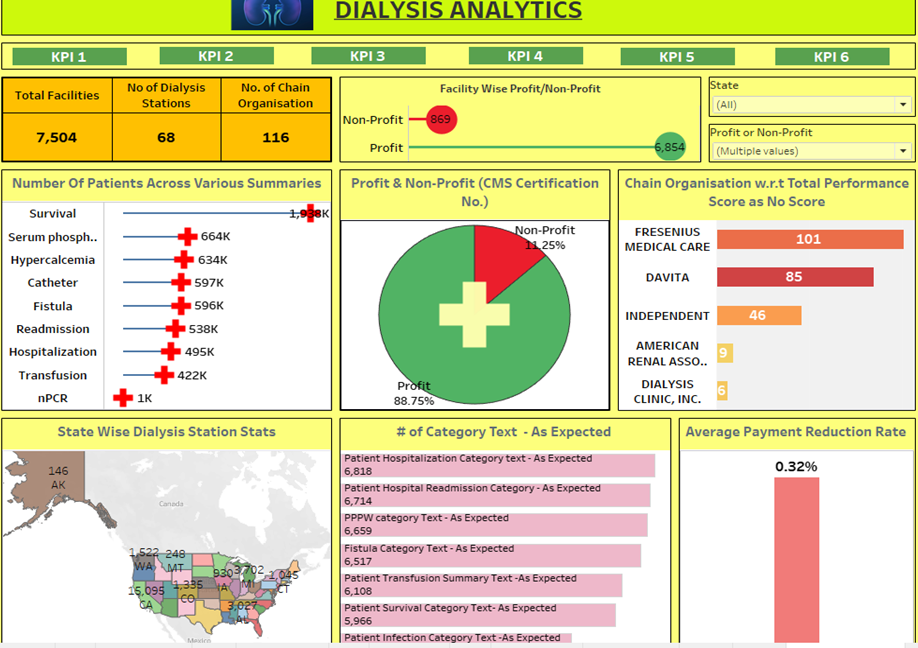 DIALYSIS ANALYTICS
KPI 1
KPI 2
KPI 3
KPI 4
KPI 5
KPI 6
Total Facilities
No of Dialysis
Stations
No. of Chain
Organisation
7,504
68
116
Facility Wise Profit/Non-Profit
Non-Profit
869
Profit
6,854
State
(All)
Profit or Non-Profit
(Multiple values)
Number Of Patients Across Various Summaries
Survival
1,938K
Serum phosph..
664K
Hypercalcemia
634K
Catheter
597K
Fistula
596K
Readmission
538K
Hospitalization
495K
Transfusion
422K
nPCR
1K
Profit & Non-Profit (CMS Certification
No.)
Non-Profit
11.25%
Profit
88.75%
Chain Organisation w.r.t Total Performance
Score as No Score
FRESENIUS
MEDICAL CARE
101
DAVITA
85
INDEPENDENT
46
AMERICAN
RENAL ASSO..
9
DIALYSIS
CLINIC, INC.
6
State Wise Dialysis Station Stats
146
AK
Canada
1,522
WA
248
MT
930
IA
3,702
MI
1,045
CT
15,095
CA
1,335
CO
3,027
AL
Mexico
# of Category Text - As Expected
Patient Hospitalization Category text - As Expected
6,818
Patient Hospital Readmission Category - As Expected
6,714
PPPW category Text - As Expected
6,659
Fistula Category Text - As Expected
6,517
Patient Transfusion Summary Text -As Expected
6,108
Patient Survival Category Text- As Expected
5,966
Patient Infection Category Text- As Expected
Average Payment Reduction Rate
0.32%